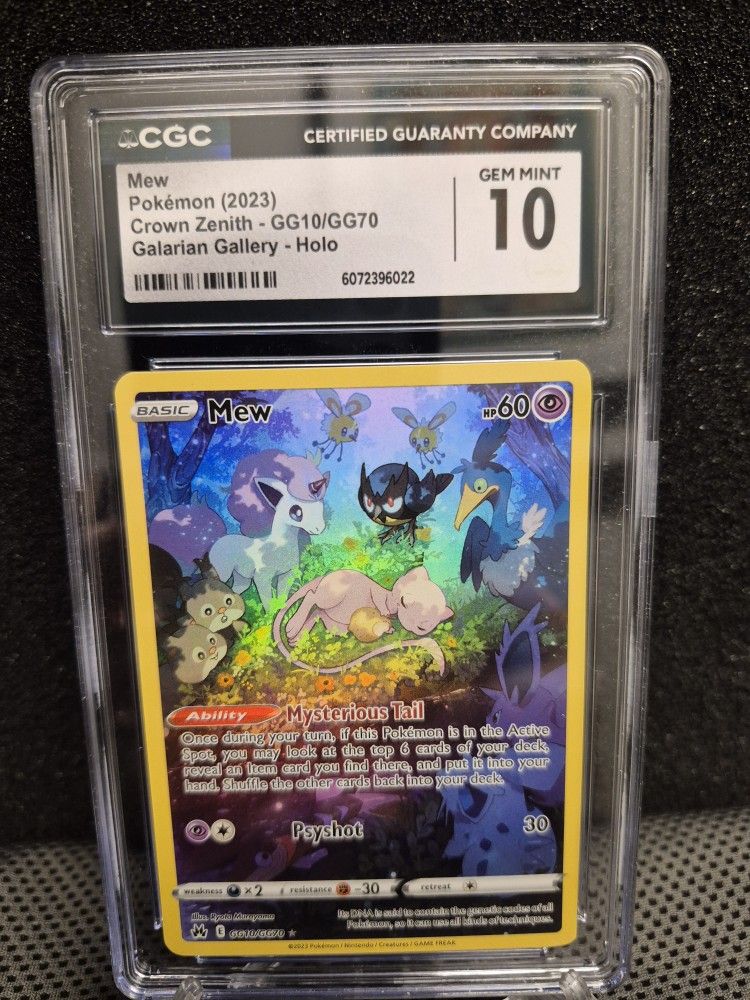 CGC CERTIFIED GUARANTY COMPANY
Mew
Pokémon (2023)
Crown Zenith - GG10/GG70
Galarian Gallery - Holo
6072396022
GEM MINT
10
BASIC Mew HP60
Ability Mysterious Tail
Once during your turn, if this Pokémon is in the Active
Spot, you may look at the top 6 cards of your deck,
reveal an Item card you find there, and put it into your
hand. Shuffle the other cards back into your deck.
Psyshot 30
weakness ×2 resistance -30 retreat
Illus. Ryota Murayama
Its DNA is said to contain the genetic codes of all
Pokémon, so it can use all kinds of techniques.
E GG10/GG70
©2023 Pokémon / Nintendo / Creatures / GAME FREAK